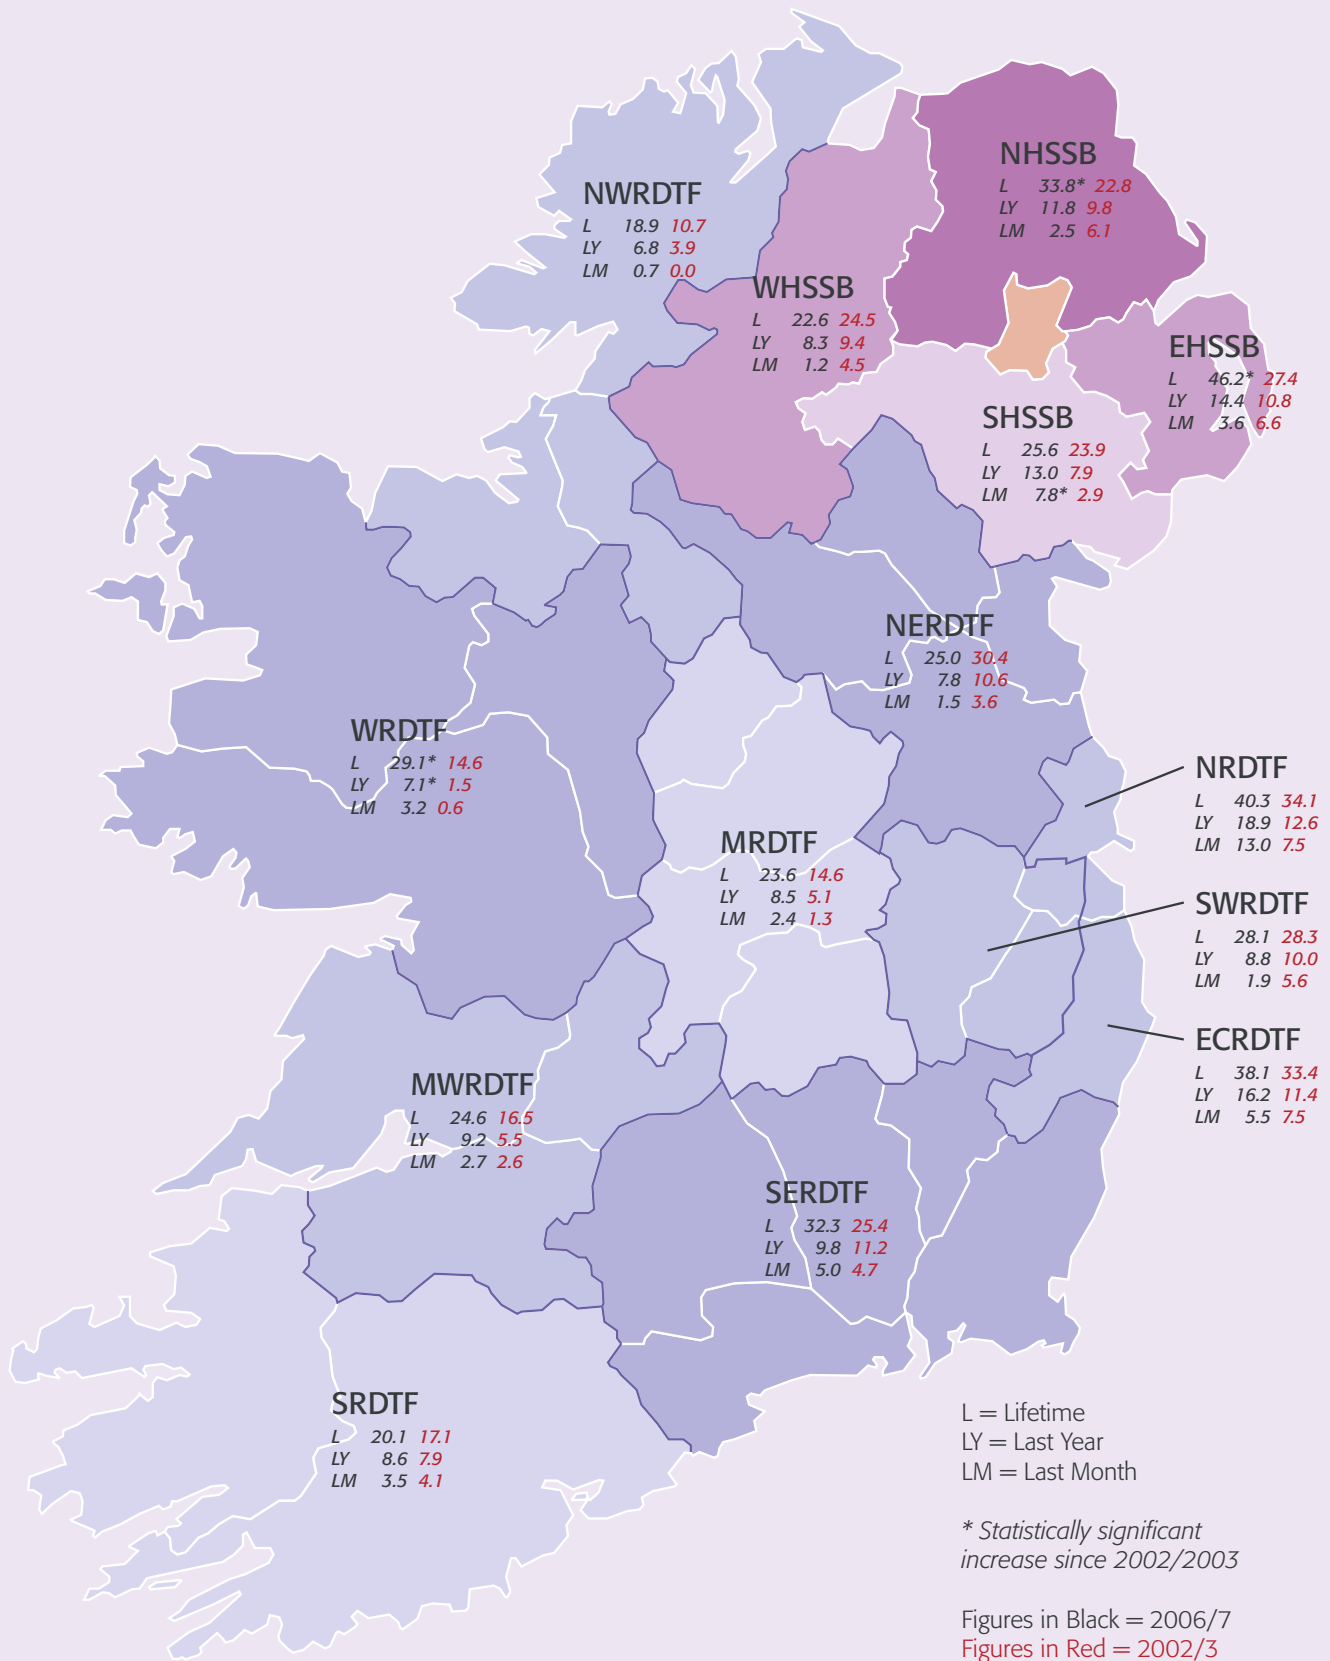 NHSSB
L 33.8* 22.8
LY 11.8 9.8
LM 2.5 6.1
NWRDTF
L 18.9 10.7
LY 6.8 3.9
LM 0.7 0.0
WHSSB
L 22.6 24.5
LY 8.3 9.4
LM 1.2 4.5
EHSSB
L 46.2* 27.4
LY 14.4 10.8
LM 3.6 6.6
SHSSB
L 25.6 23.9
LY 13.0 7.9
LM 7.8* 2.9
NERDTF
L 25.0 30.4
LY 7.8 10.6
LM 1.5 3.6
WRDTF
L 29.1* 14.6
LY 7.1* 1.5
LM 3.2 0.6
NRDTF
L 40.3 34.1
LY 18.9 12.6
LM 13.0 7.5
MRDTF
L 23.6 14.6
LY 8.5 5.1
LM 2.4 1.3
SWRDTF
L 28.1 28.3
LY 8.8 10.0
LM 1.9 5.6
ECRDTF
L 38.1 33.4
LY 16.2 11.4
LM 5.5 7.5
MWRDTF
L 24.6 16.5
LY 9.2 5.5
LM 2.7 2.6
SERDTF
L 32.3 25.4
LY 9.8 11.2
LM 5.0 4.7
SRDTF
L 20.1 17.1
LY 8.6 7.9
LM 3.5 4.1
L = Lifetime
LY = Last Year
LM = Last Month
* Statistically significant
increase since 2002/2003
Figures in Black = 2006/7
Figures in Red = 2002/3